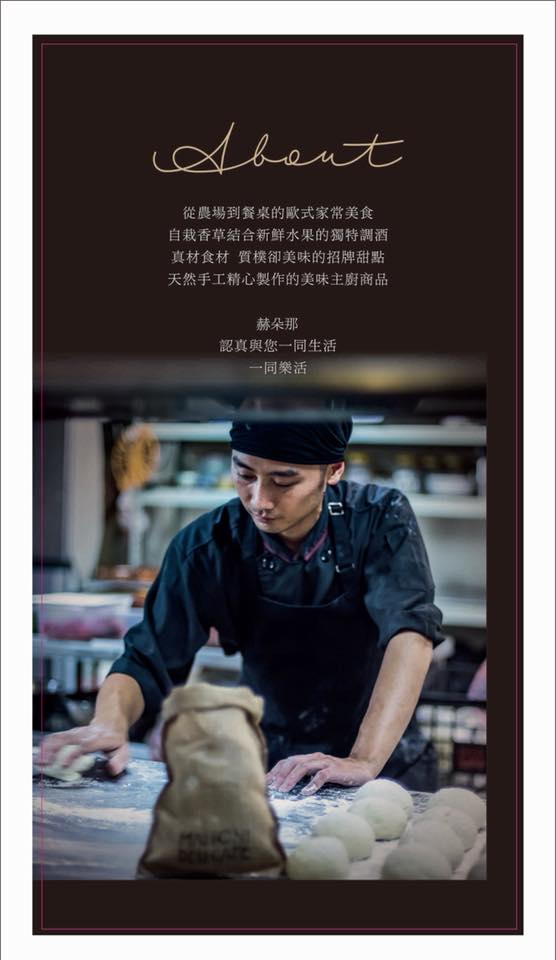 About
從農場到餐桌的歐式家常美食
自栽香草結合新鮮水果的獨特調酒
真材食材 質樸卻美味的招牌甜點
天然手工精心製作的美味主廚商品
赫朵那
認真與您一同生活
一同樂活